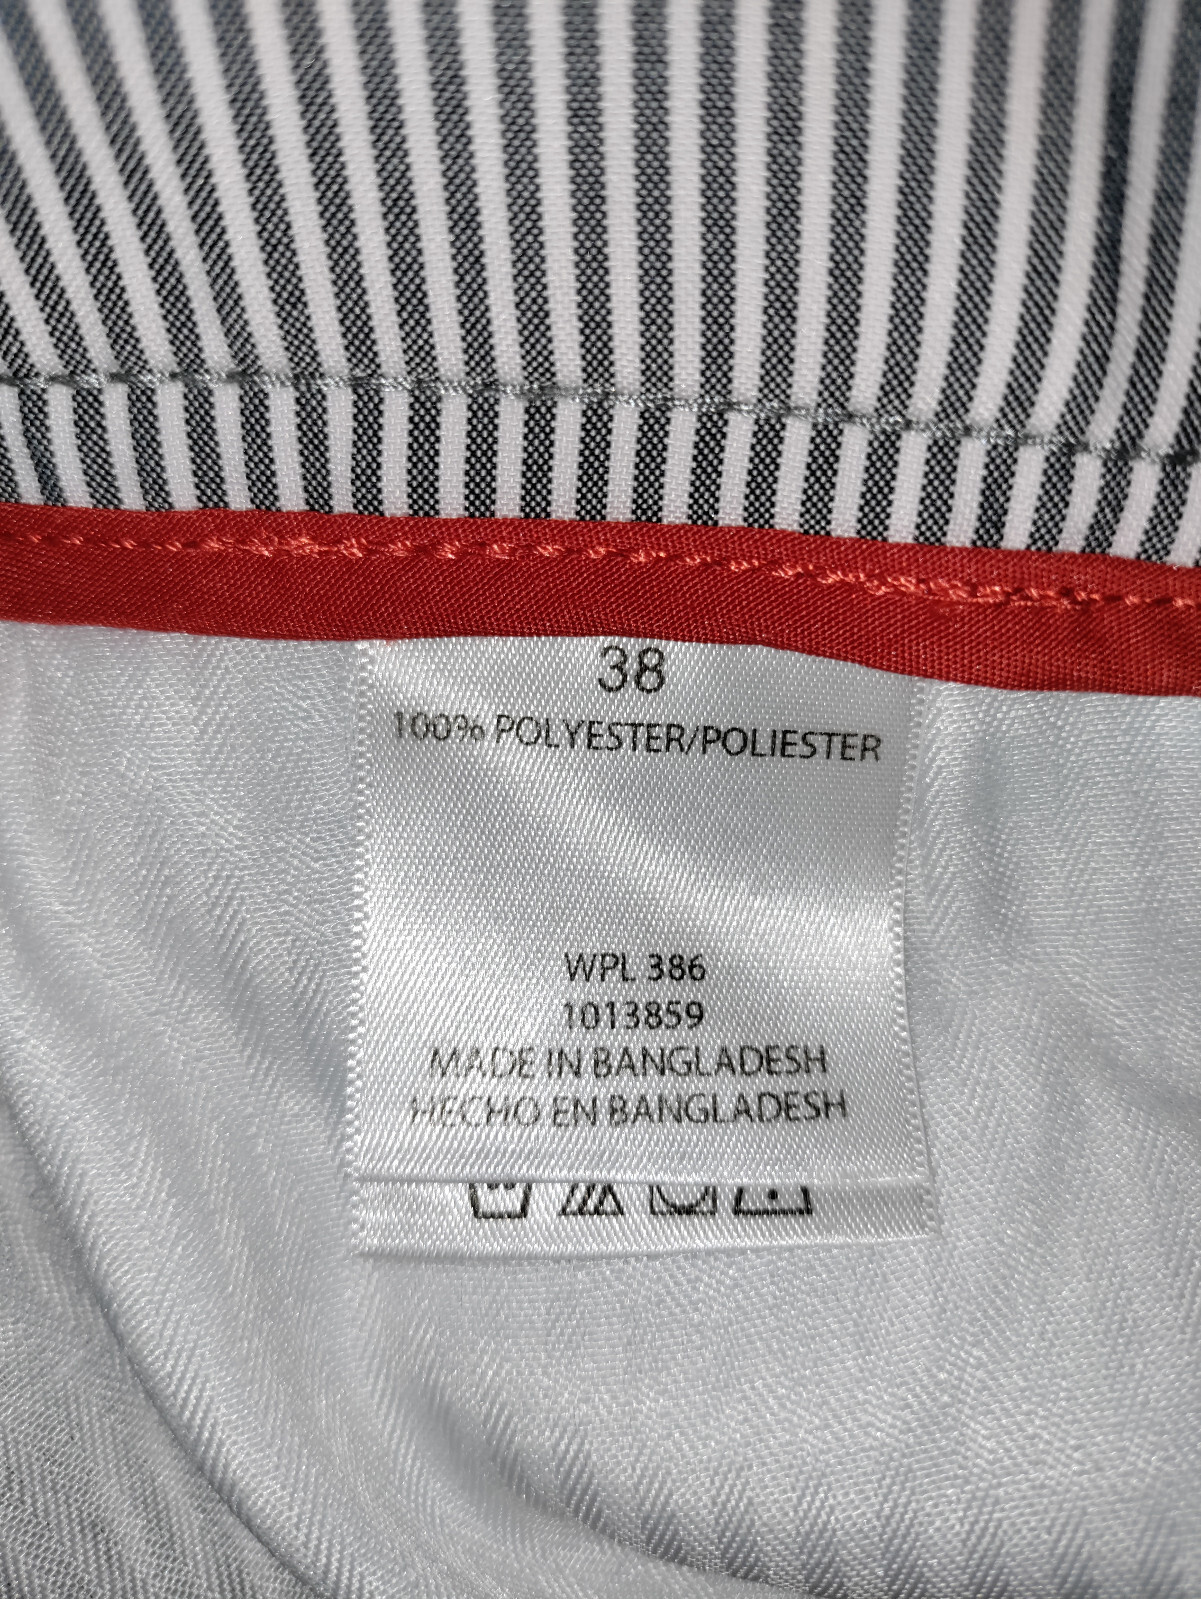 38
100% POLYESTER/POLIESTER
WPL 386
1013859
MADE IN BANGLADESH
HECHO EN BANGLADESH